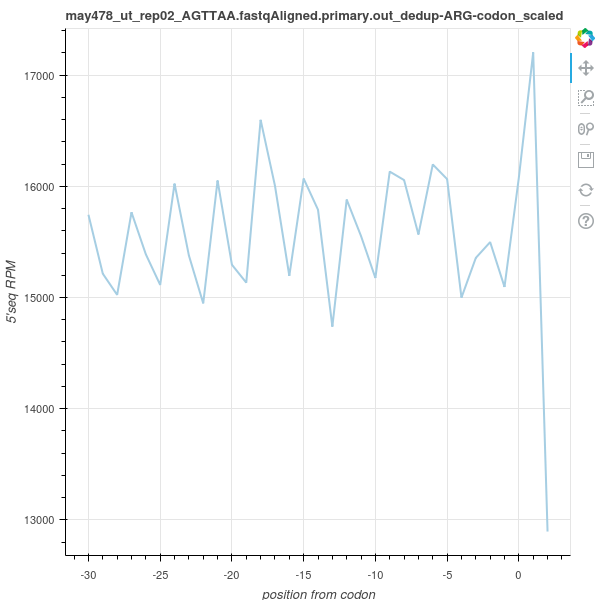 may478_ut_rep02_AGTTAA.fastqAligned.primary.out_dedup-ARG-codon_scaled
17000
16000
15000
14000
13000
5'seq RPM
-30 -25 -20 -15 -10 -5 0
position from codon
?